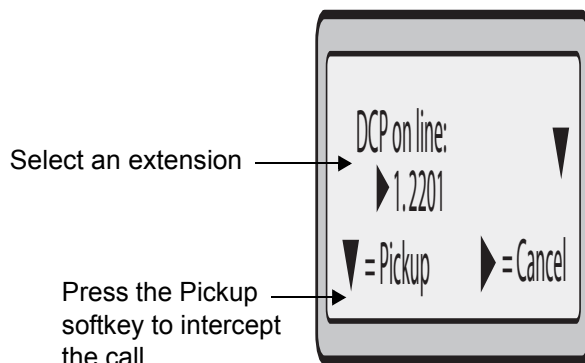 Select an extension
DCP on line:
1.2201
= Pickup = Cancel
Press the Pickup
softkey to intercept
the call